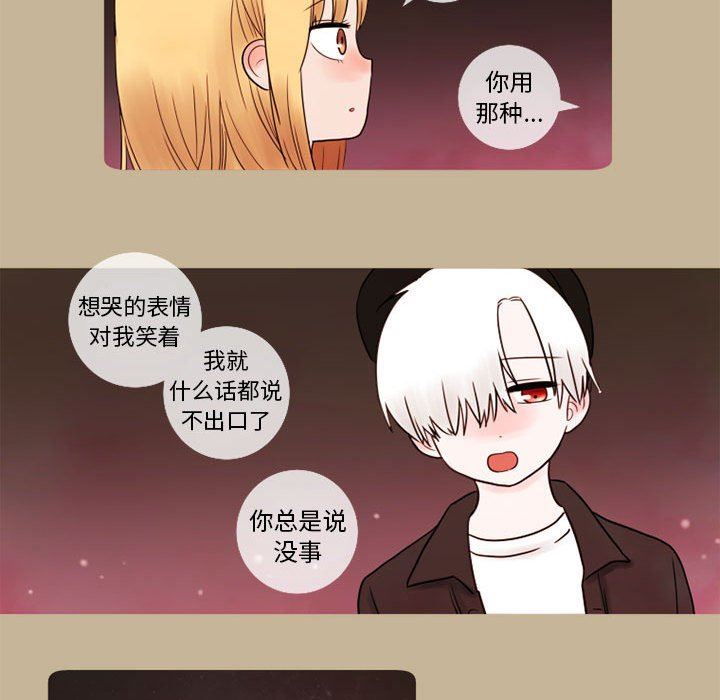 你用
那种...
想哭的表情
对我笑着
我就
什么话都说
不出口了
你总是说
没事